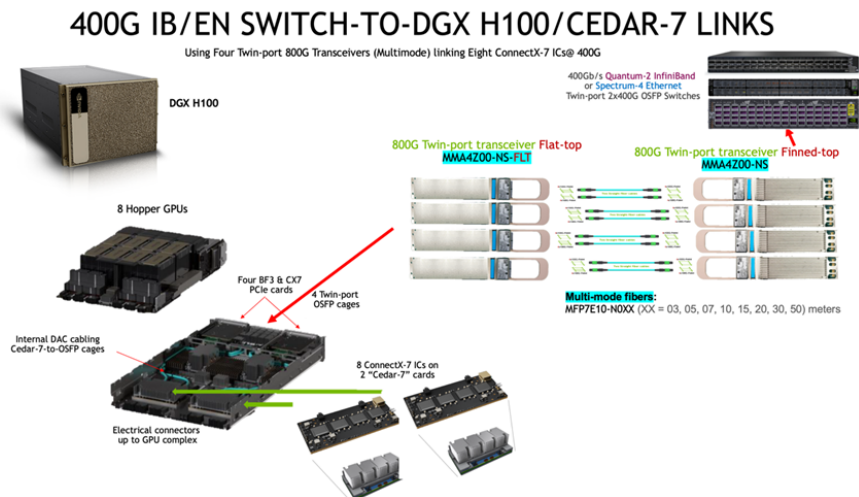 400G IB/EN SWITCH-TO-DGX H100/CEDAR-7 LINKS
Using Four Twin-port 800G Transceivers (Multimode) linking Eight ConnectX-7 ICs@ 400G
DGX H100
400Gb/s Quantum-2 InfiniBand
or Spectrum-4 Ethernet
Twin-port 2x400G OSFP Switches
800G Twin-port transceiver Flat-top
MMA4Z00-NS-FLT
800G Twin-port transceiver Finned-top
MMA4Z00-NS
8 Hopper GPUs
Four BF3 & CX7
PCIe cards
4 Twin-port
OSFP cages
Multi-mode fibers:
MFP7E10-N0XX (XX = 03, 05, 07, 10, 15, 20, 30, 50) meters
Internal DAC cabling
Cedar-7-to-OSFP cages
8 ConnectX-7 ICs on
2 “Cedar-7” cards
Electrical connectors
up to GPU complex